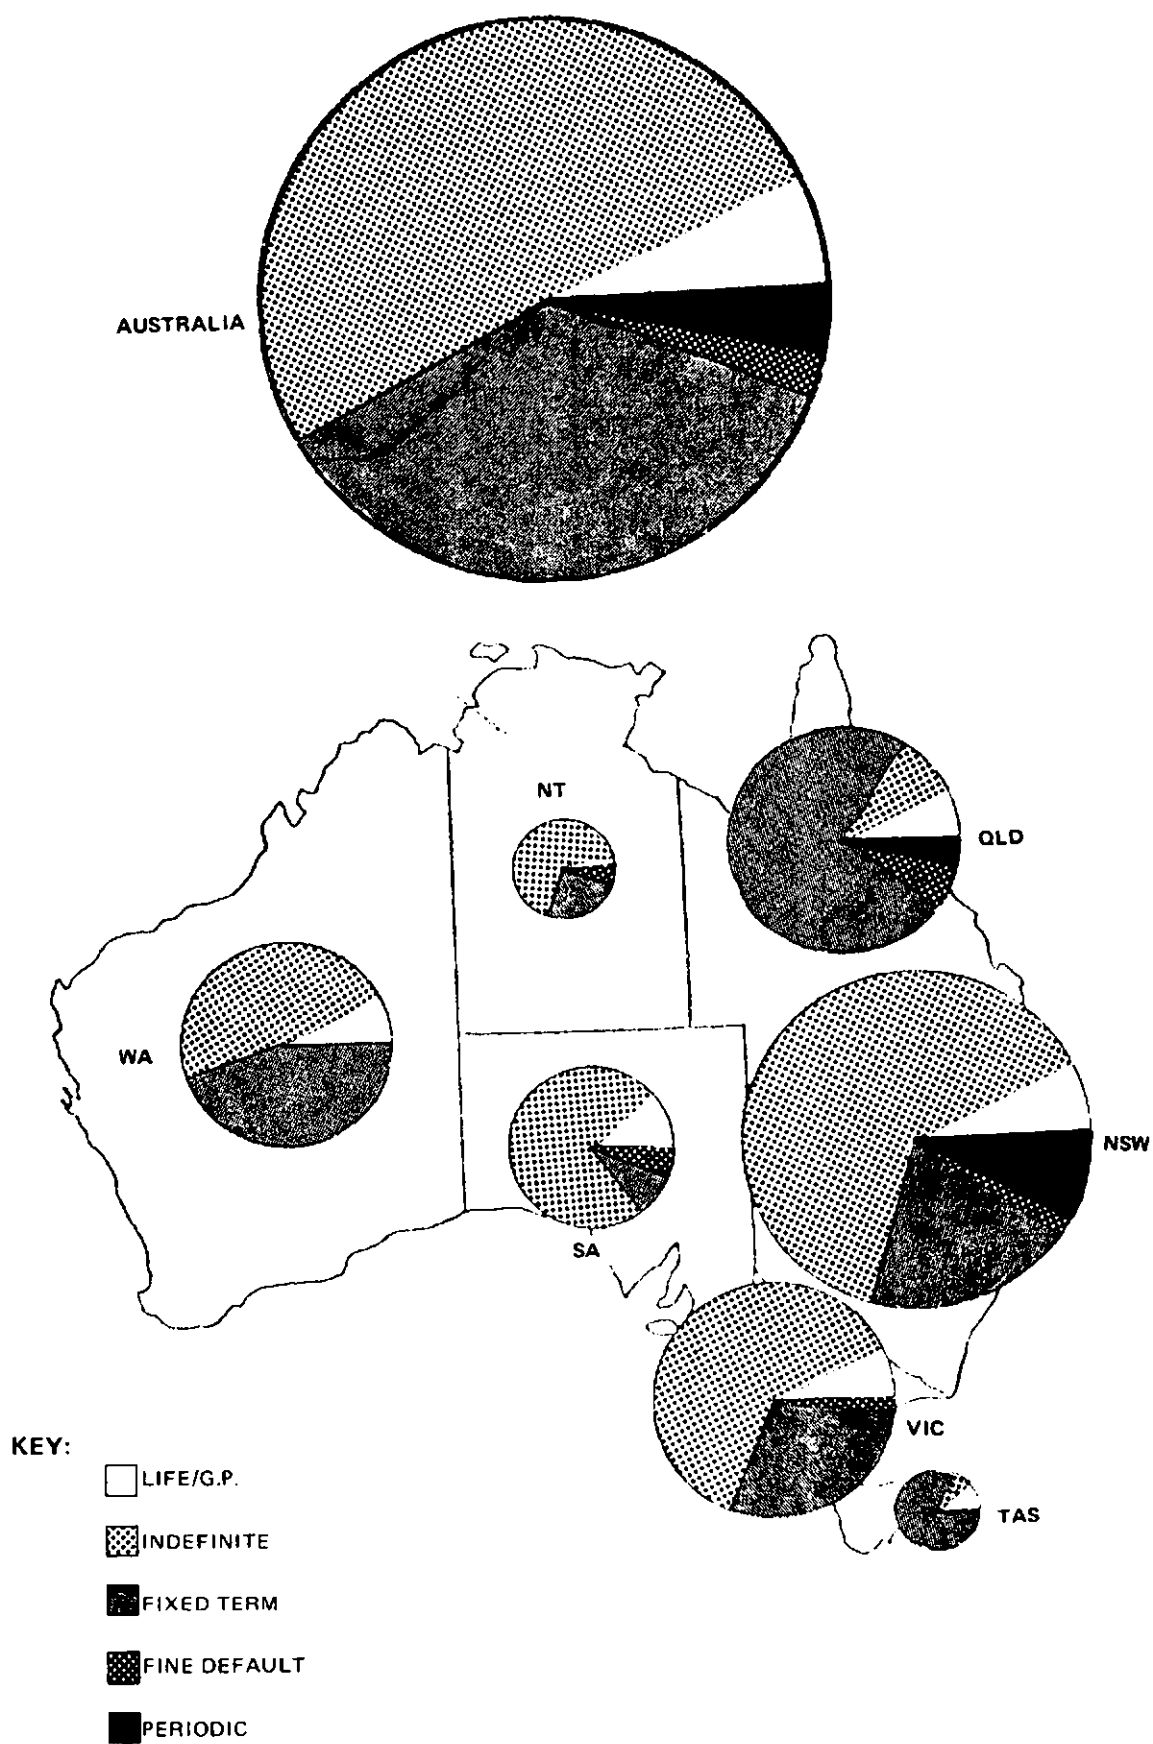 AUSTRALIA
NT
QLD
WA
NSW
SA
VIC
TAS
KEY:
LIFE/G.P.
INDEFINITE
FIXED TERM
FINE DEFAULT
PERIODIC